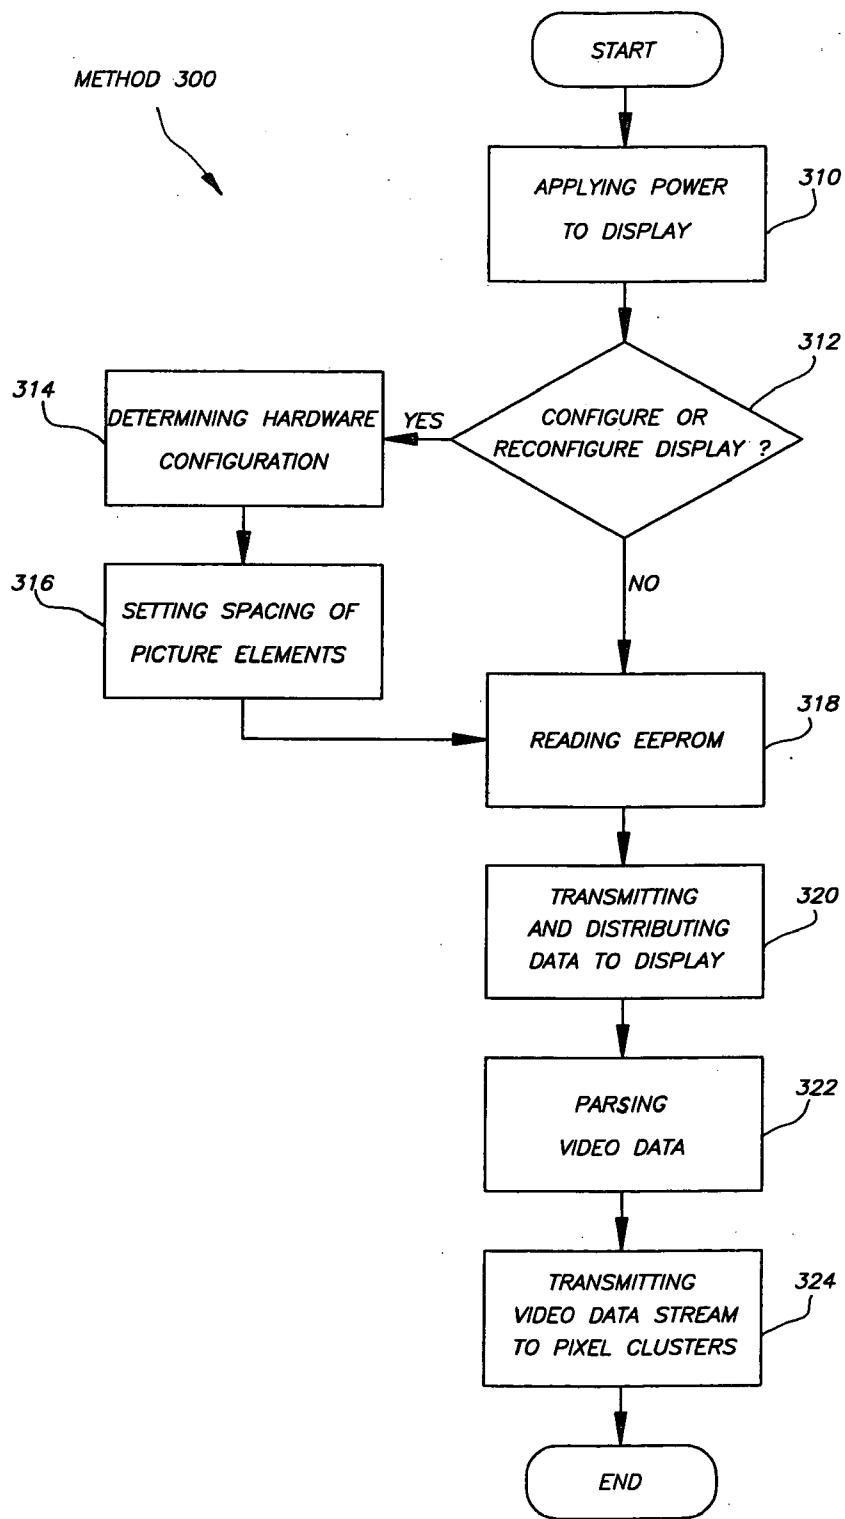 START
METHOD 300
APPLYING POWER
TO DISPLAY
310
312
CONFIGURE OR
RECONFIGURE DISPLAY ?
YES
314
DETERMINING HARDWARE
CONFIGURATION
NO
316
SETTING SPACING OF
PICTURE ELEMENTS
318
READING EEPROM
320
TRANSMITTING
AND DISTRIBUTING
DATA TO DISPLAY
322
PARSING
VIDEO DATA
324
TRANSMITTING
VIDEO DATA STREAM
TO PIXEL CLUSTERS
END